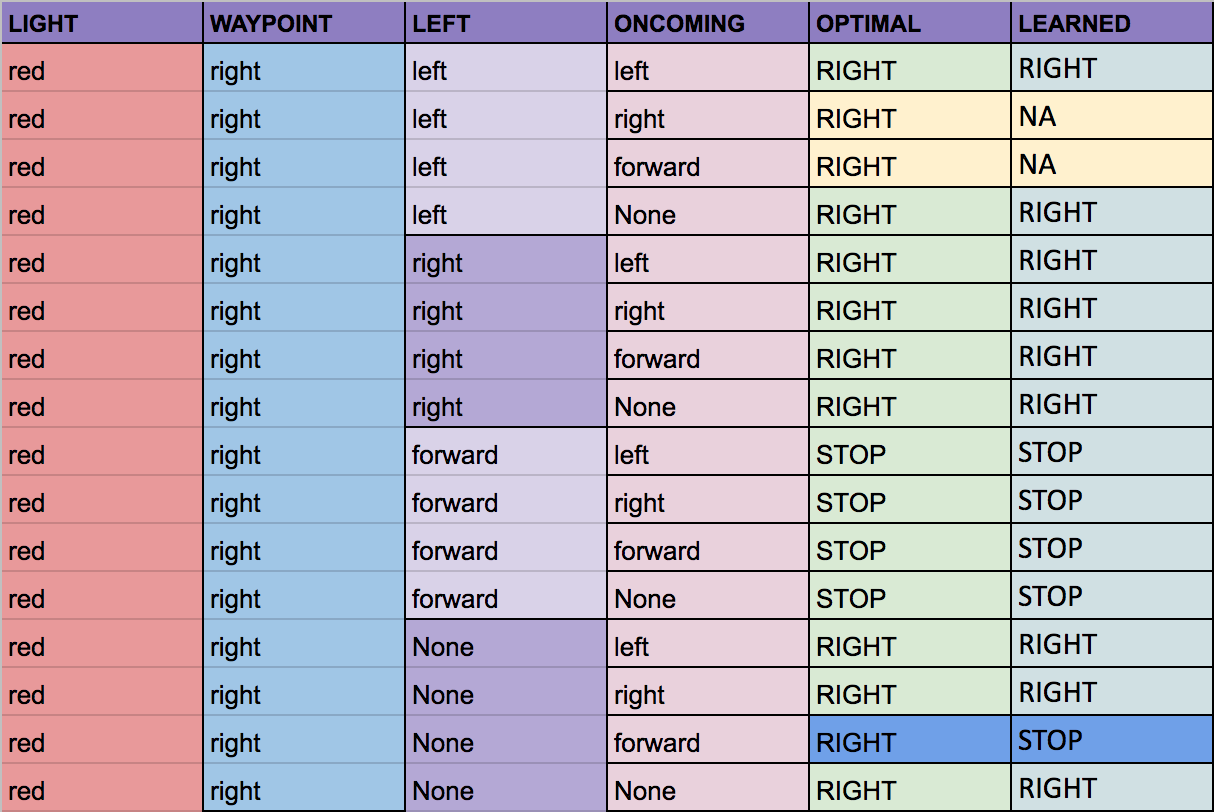 LIGHT WAYPOINT LEFT ONCOMING OPTIMAL LEARNED
red right left left RIGHT RIGHT
red right left right RIGHT NA
red right left forward RIGHT NA
red right left None RIGHT RIGHT
red right right left RIGHT RIGHT
red right right right RIGHT RIGHT
red right right forward RIGHT RIGHT
red right right None RIGHT RIGHT
red right forward left STOP STOP
red right forward right STOP STOP
red right forward forward STOP STOP
red right forward None STOP STOP
red right None left RIGHT RIGHT
red right None right RIGHT RIGHT
red right None forward RIGHT STOP
red right None None RIGHT RIGHT